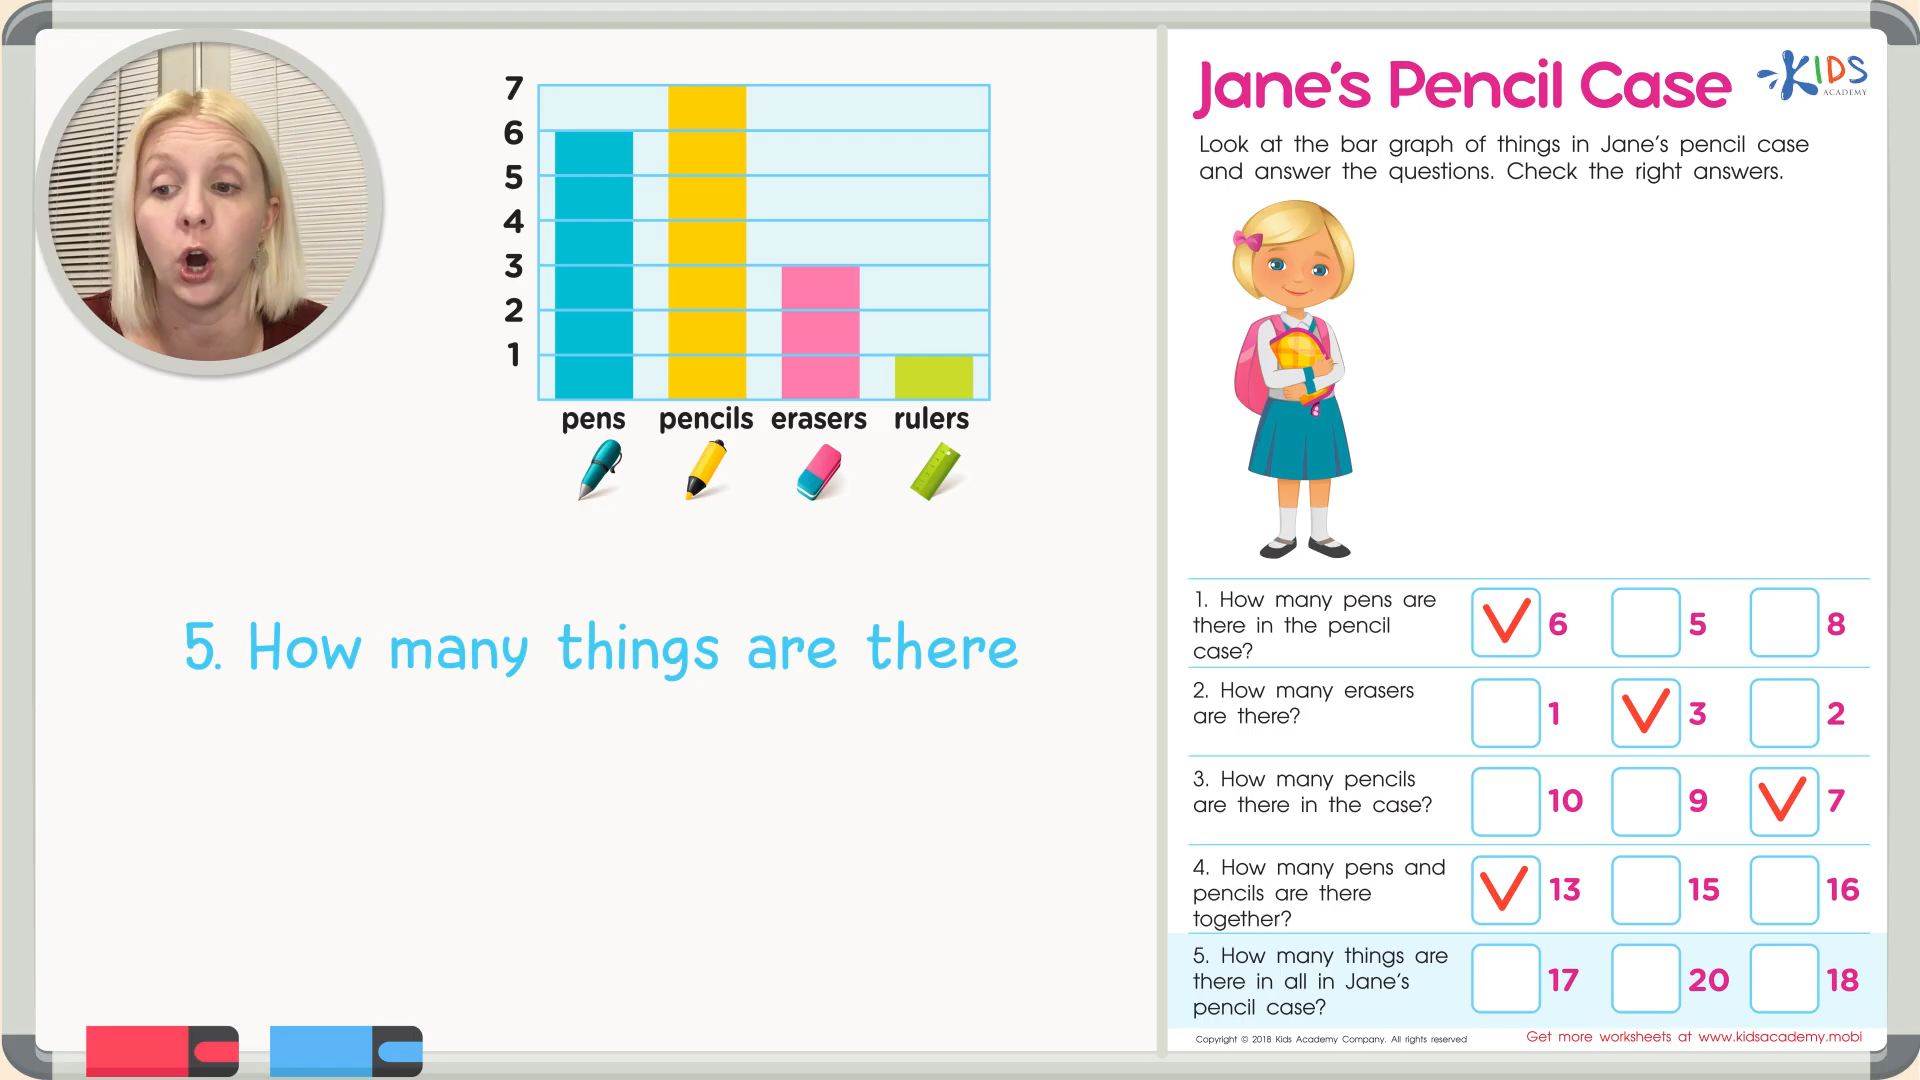 7
6
5
4
3
2
1
pens pencils erasers rulers
5. How many things are there
Jane's Pencil Case
KIDS
ACADEMY
Look at the bar graph of things in Jane's pencil case
and answer the questions. Check the right answers.
1. How many pens are
there in the pencil
case?
6 5 8
2. How many erasers
are there?
1 3 2
3. How many pencils
are there in the case?
10 9 7
4. How many pens and
pencils are there
together?
13 15 16
5. How many things are
there in all in Jane's
pencil case?
17 20 18
Copyright © 2018 Kids Academy Company. All rights reserved
Get more worksheets at www.kidsacademy.mobi